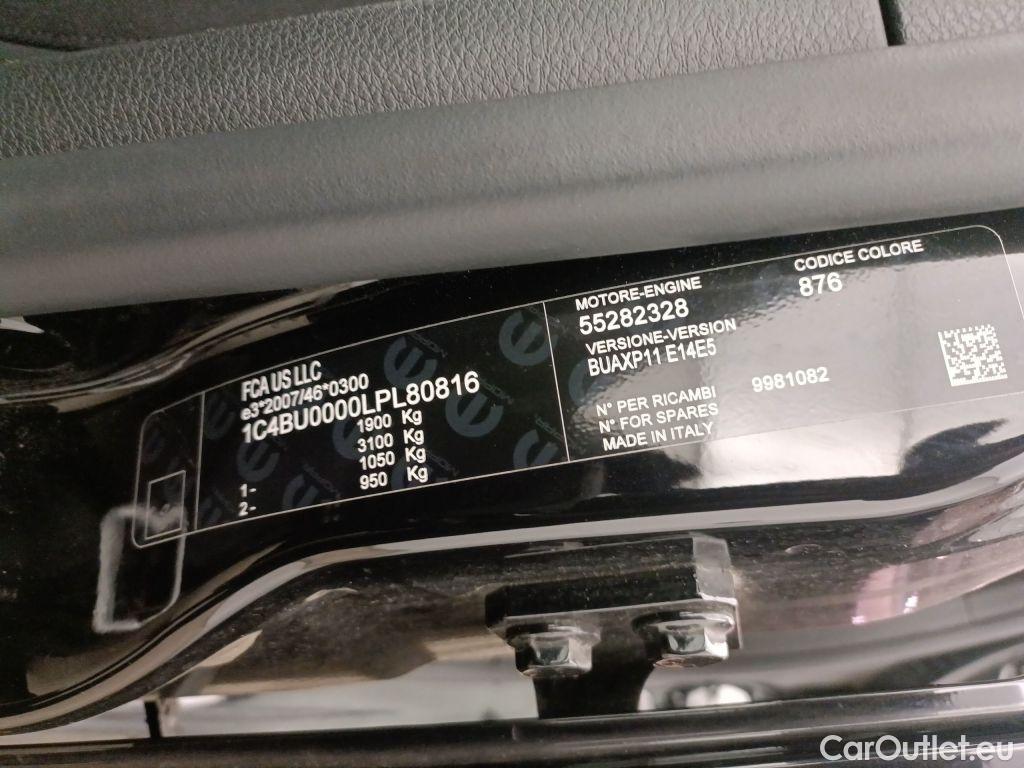 FCA US LLC
e3*2007/46*0300
1C4BU0000LPL80816
1900 Kg
3100 Kg
1- 1050 Kg
2- 950 Kg
MOTORE-ENGINE
55282328
VERSIONE-VERSION
BUAXP11 E14E5
CODICE COLORE
876
N° PER RICAMBI 9981082
N° FOR SPARES
MADE IN ITALY
CarOutlet.eu